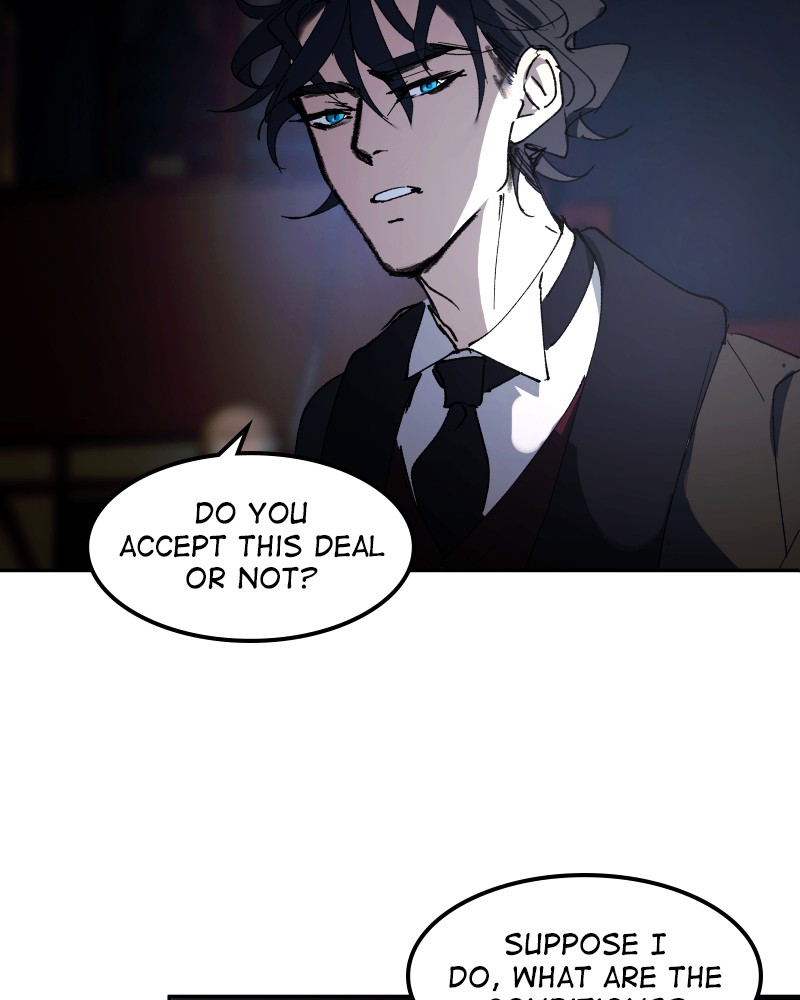 DO YOU
ACCEPT THIS DEAL
OR NOT?
SUPPOSE I
DO, WHAT ARE THE